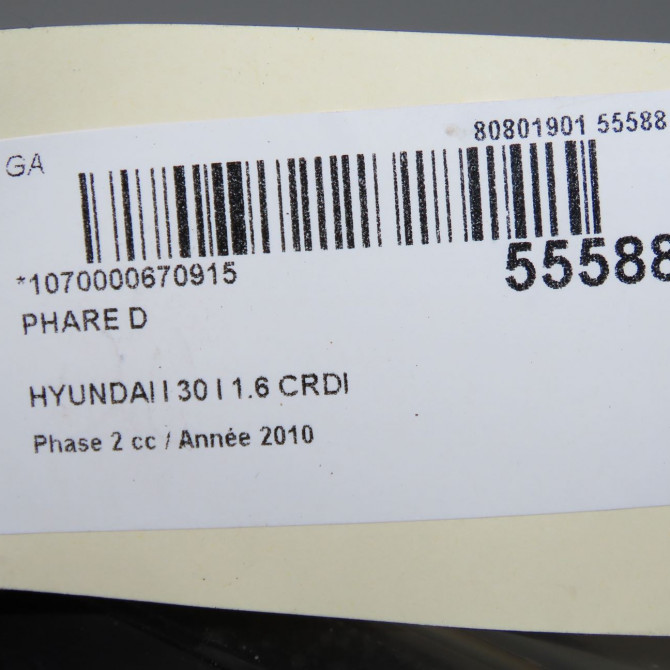 80801901 55588
GA
*1070000670915
55588
PHARE D
HYUNDAI I 30 I 1.6 CRDI
Phase 2 cc / Année 2010